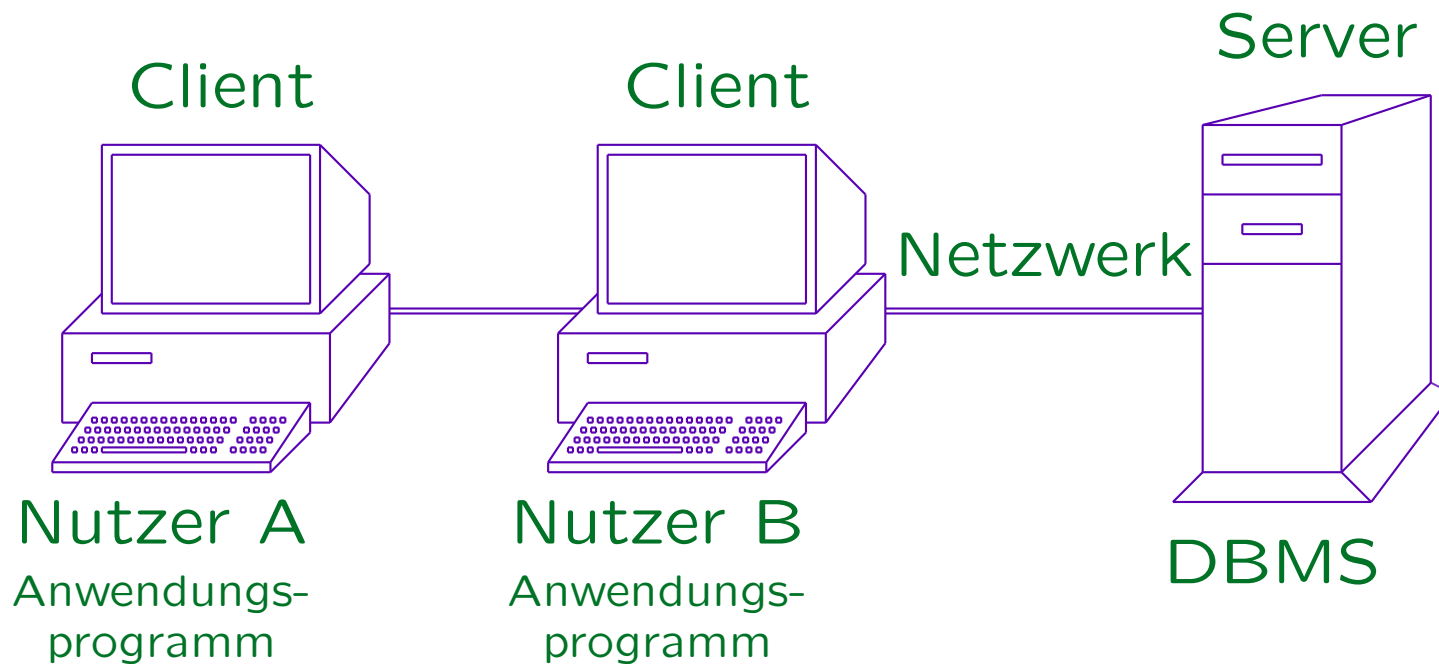 Client
Client
Server
Netzwerk
Nutzer A
Anwendungs-
programm
Nutzer B
Anwendungs-
programm
DBMS